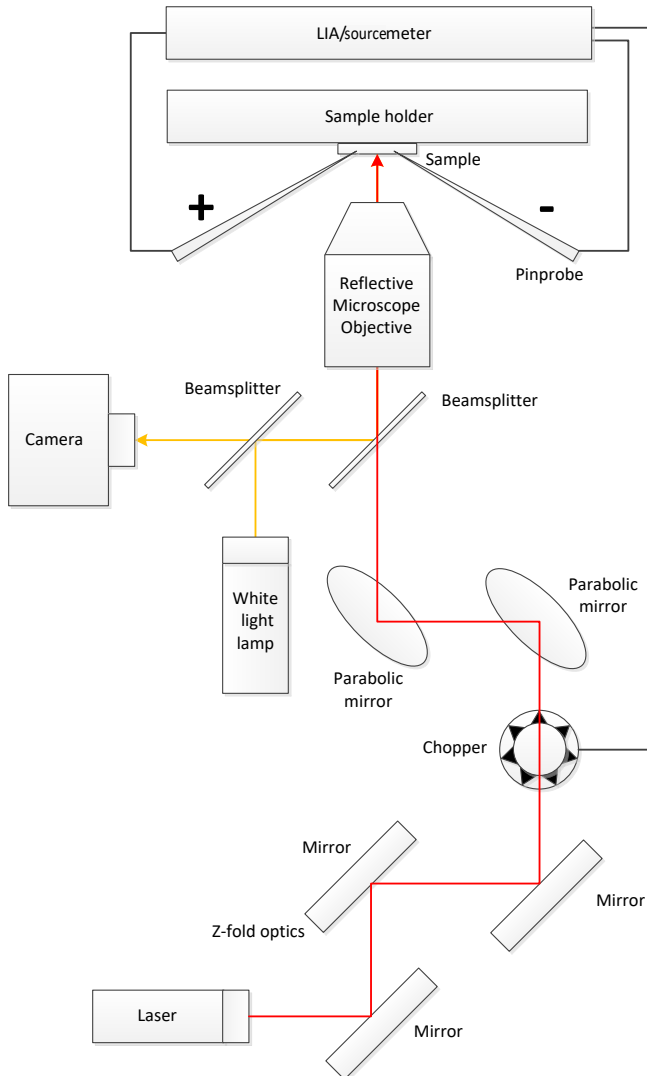 LIA/sourcemeter
Sample holder
Sample
+
-
Pinprobe
Reflective
Microscope
Objective
Beamsplitter
Beamsplitter
Camera
White
light
lamp
Parabolic
mirror
Parabolic
mirror
Chopper
Mirror
Mirror
Z-fold optics
Laser
Mirror